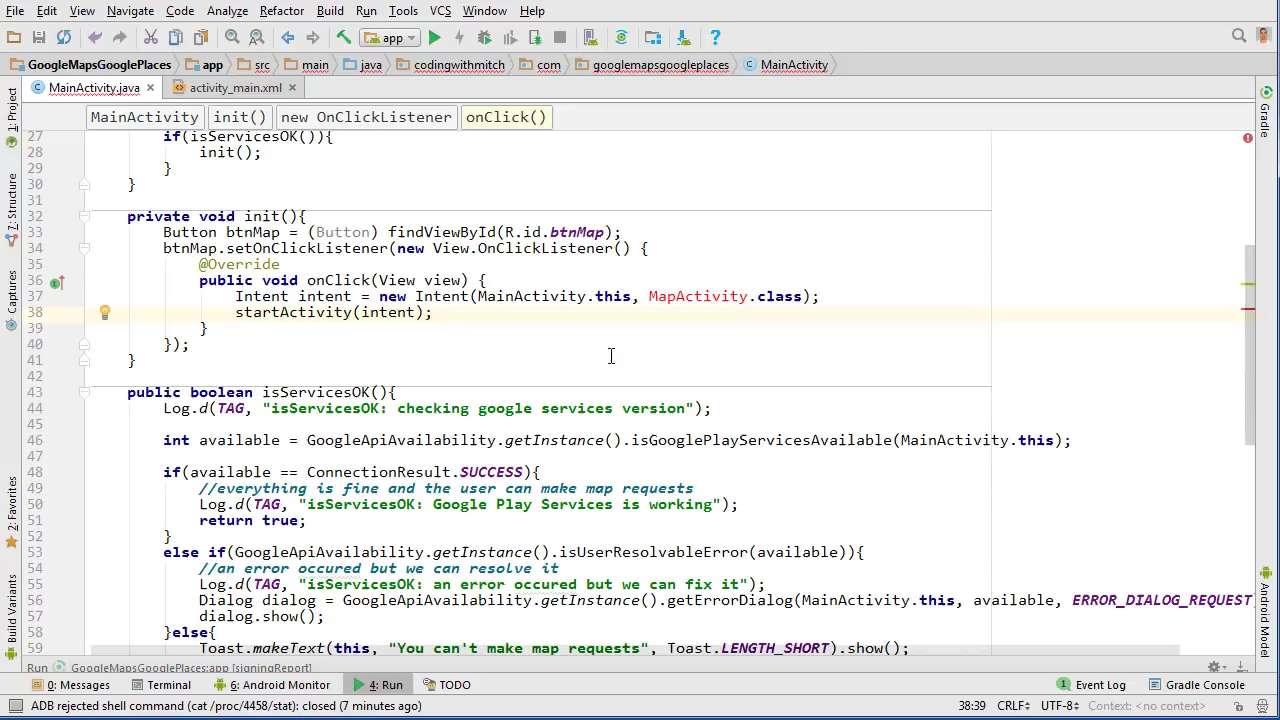 File Edit View Navigate Code Analyze Refactor Build Run Tools VCS Window Help
app
GoogleMapsGooglePlaces app src main java codingwithmitch com googlemapsgoogleplaces MainActivity
MainActivity.java activity_main.xml
MainActivity init() new OnClickListener onClick()
27 if(isServicesOK()){
28 init();
29 }
30 }
31
32 private void init(){
33 Button btnMap = (Button) findViewById(R.id.btnMap);
34 btnMap.setOnClickListener(new View.OnClickListener() {
35 @Override
36 public void onClick(View view) {
37 Intent intent = new Intent(MainActivity.this, MapActivity.class);
38 startActivity(intent);
39 }
40 });
41 }
42
43 public boolean isServicesOK(){
44 Log.d(TAG, "isServicesOK: checking google services version");
45
46 int available = GoogleApiAvailability.getInstance().isGooglePlayServicesAvailable(MainActivity.this);
47
48 if(available == ConnectionResult.SUCCESS){
49 //everything is fine and the user can make map requests
50 Log.d(TAG, "isServicesOK: Google Play Services is working");
51 return true;
52 }
53 else if(GoogleApiAvailability.getInstance().isUserResolvableError(available)){
54 //an error occured but we can resolve it
55 Log.d(TAG, "isServicesOK: an error occured but we can fix it");
56 Dialog dialog = GoogleApiAvailability.getInstance().getErrorDialog(MainActivity.this, available, ERROR_DIALOG_REQUEST
57 dialog.show();
58 }else{
59 Toast.makeText(this, "You can't make map requests", Toast.LENGTH_SHORT).show();
1: Project
7: Structure
Captures
2: Favorites
Build Variants
Gradle
Android Model
Run GoogleMapsGooglePlaces:app [signingReport]
0: Messages Terminal 6: Android Monitor 4: Run TODO 1 Event Log Gradle Console
ADB rejected shell command (cat /proc/4458/stat): closed (7 minutes ago) 38:39 CRLF UTF-8 Context: <no context>